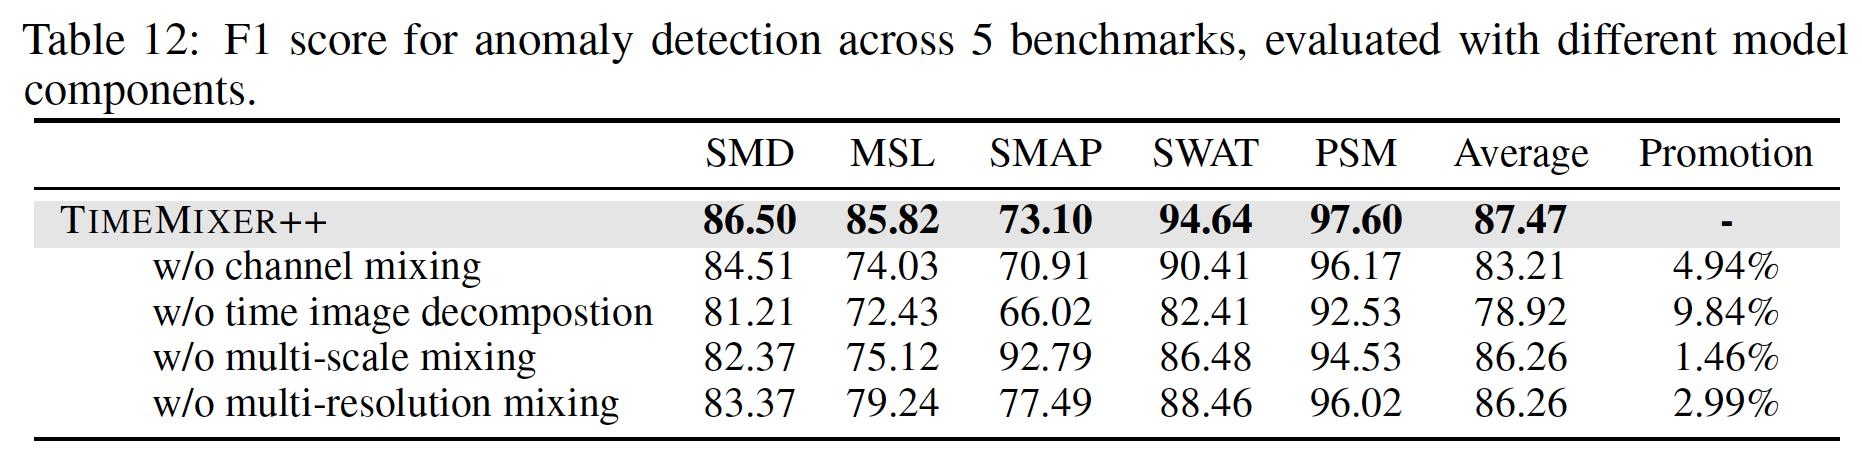 Table 12: F1 score for anomaly detection across 5 benchmarks, evaluated with different model
components.
SMD MSL SMAP SWAT PSM Average Promotion
TIMEMIXER++ 86.50 85.82 73.10 94.64 97.60 87.47 -
w/o channel mixing 84.51 74.03 70.91 90.41 96.17 83.21 4.94%
w/o time image decompostion 81.21 72.43 66.02 82.41 92.53 78.92 9.84%
w/o multi-scale mixing 82.37 75.12 92.79 86.48 94.53 86.26 1.46%
w/o multi-resolution mixing 83.37 79.24 77.49 88.46 96.02 86.26 2.99%